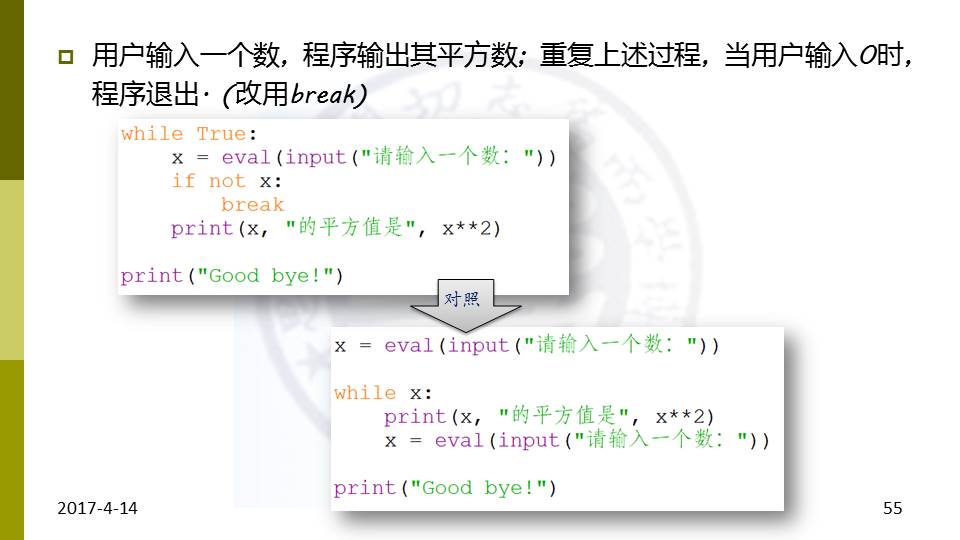 用户输入一个数，程序输出其平方数；重复上述过程，当用户输入0时，
程序退出．(改用break)
while True:
    x = eval(input("请输入一个数："))
    if not x:
        break
    print(x, "的平方值是", x**2)
print("Good bye!")
对照
x = eval(input("请输入一个数："))
while x:
    print(x, "的平方值是", x**2)
    x = eval(input("请输入一个数："))
print("Good bye!")
2017-4-14
55